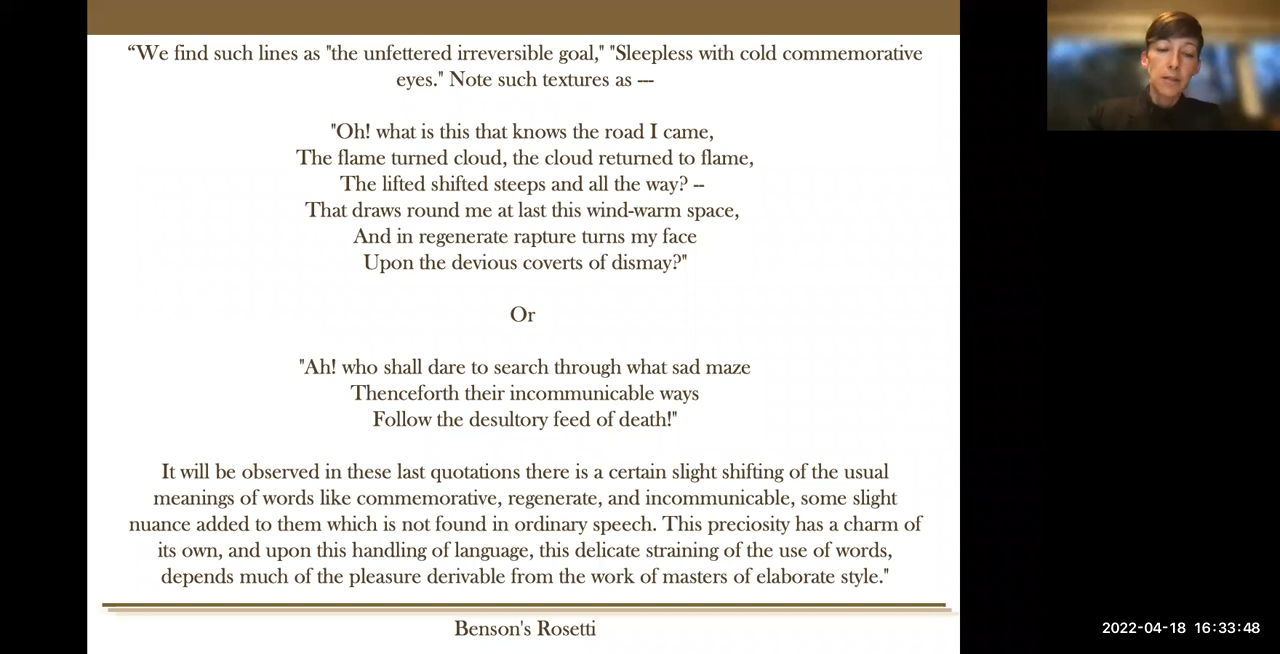 “We find such lines as "the unfettered irreversible goal," "Sleepless with cold commemorative
eyes." Note such textures as ---
"Oh! what is this that knows the road I came,
The flame turned cloud, the cloud returned to flame,
The lifted shifted steeps and all the way? --
That draws round me at last this wind-warm space,
And in regenerate rapture turns my face
Upon the devious coverts of dismay?"
Or
"Ah! who shall dare to search through what sad maze
Thenceforth their incommunicable ways
Follow the desultory feed of death!"
It will be observed in these last quotations there is a certain slight shifting of the usual
meanings of words like commemorative, regenerate, and incommunicable, some slight
nuance added to them which is not found in ordinary speech. This preciosity has a charm of
its own, and upon this handling of language, this delicate straining of the use of words,
depends much of the pleasure derivable from the work of masters of elaborate style."
Benson's Rosetti
2022-04-18 16:33:48